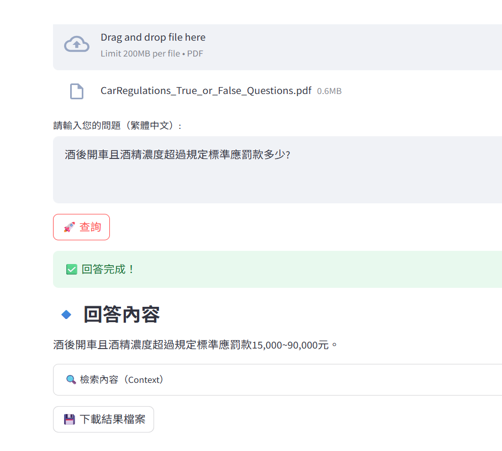 Drag and drop file here
Limit 200MB per file • PDF
CarRegulations_True_or_False_Questions.pdf 0.6MB
請輸入您的問題（繁體中文）:
酒後開車且酒精濃度超過規定標準應罰款多少?
🚀 查詢
✅ 回答完成！
🔹 回答內容
酒後開車且酒精濃度超過規定標準應罰款15,000~90,000元。
🔍 檢索內容（Context）
💾 下載結果檔案